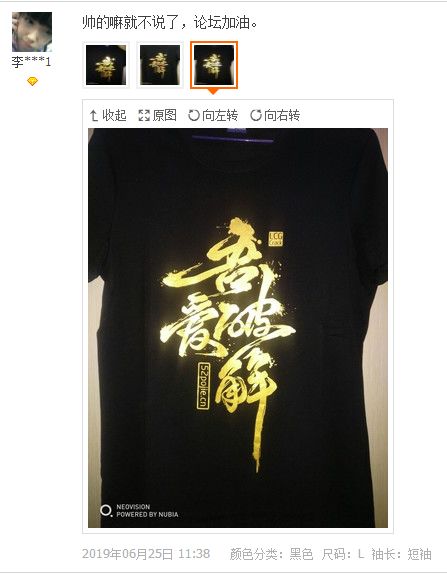 帅的嘛就不说了，论坛加油。
李***1
收起 原图 向左转 向右转
吾
LCG
Crack
爱破
解
52pojie.cn
NEOVISION
POWERED BY NUBIA
2019年06月25日 11:38 颜色分类：黑色 尺码：L 袖长：短袖